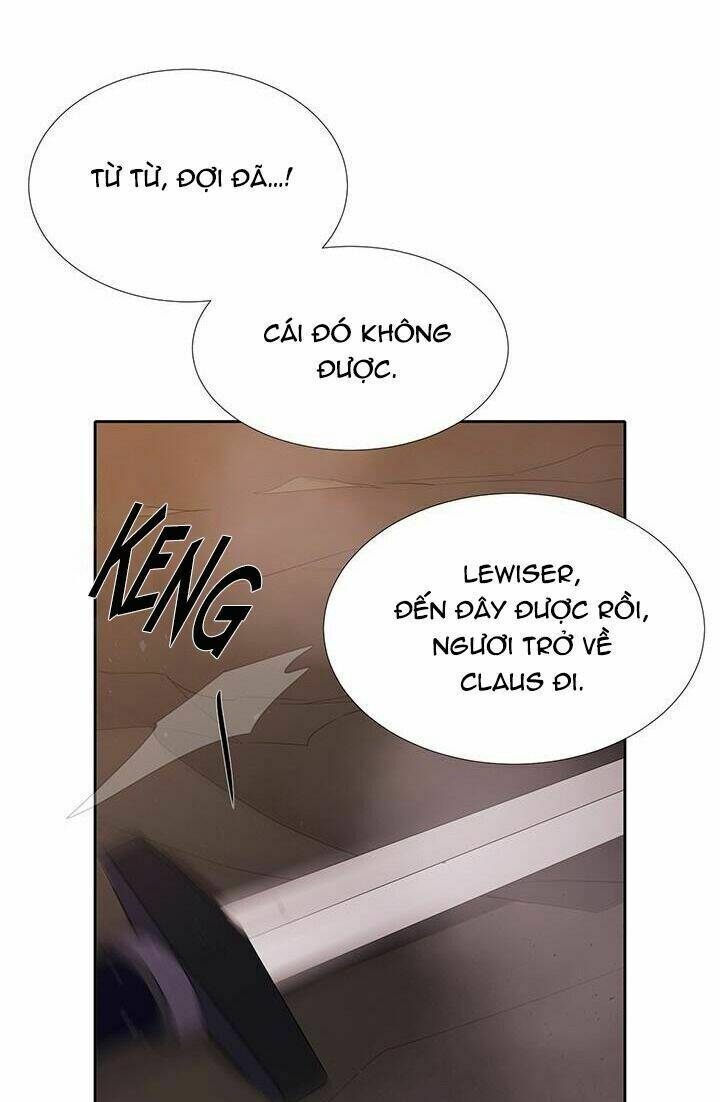 TỪ TỪ, ĐỢI ĐÃ...!
CÁI ĐÓ KHÔNG
ĐƯỢC.
KENG
LEWISER,
ĐẾN ĐÂY ĐƯỢC RỒI,
NGƯƠI TRỞ VỀ
CLAUS ĐI.